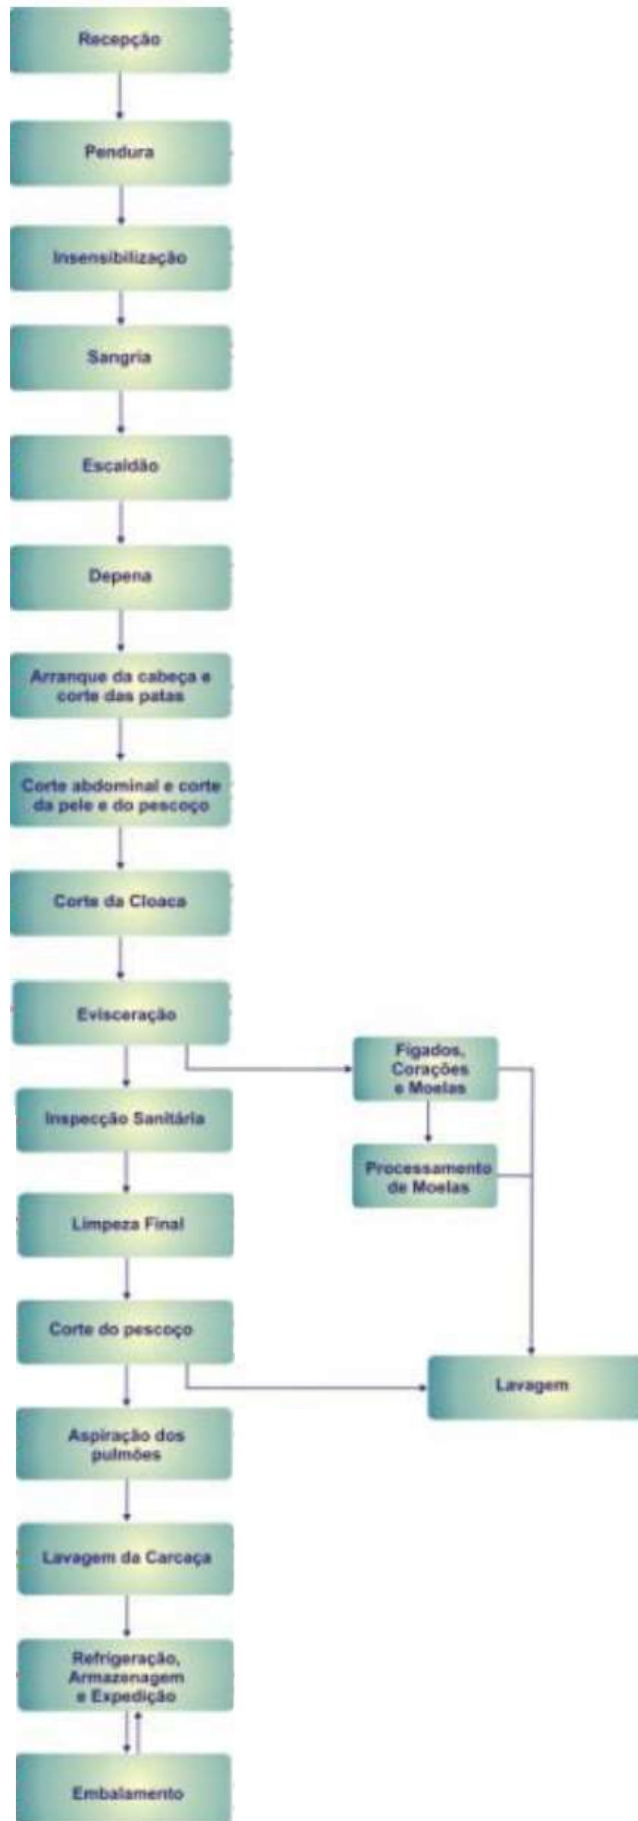 Recepção
Pendura
Insensibilização
Sangria
Escaldão
Depena
Arranque da cabeça e
corte das patas
Corte abdominal e corte
da pele e do pescoço
Corte da Cloaca
Evisceração
Fígados,
Corações
e Moelas
Inspecção Sanitária
Processamento
de Moelas
Limpeza Final
Corte do pescoço
Lavagem
Aspiração dos
pulmões
Lavagem da Carcaça
Refrigeração,
Armazenagem
e Expedição
Embalamento